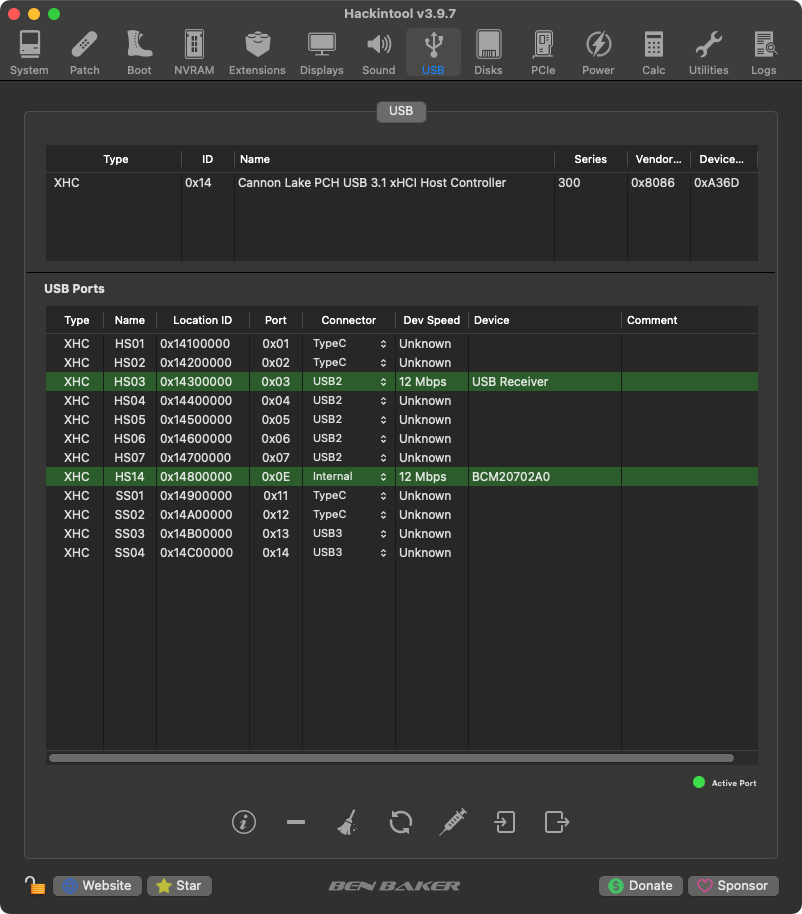 Hackintool v3.9.7
System Patch Boot NVRAM Extensions Displays Sound USB Disks PCIe Power Calc Utilities Logs
USB
Type ID Name Series Vendor... Device...
XHC 0x14 Cannon Lake PCH USB 3.1 xHCI Host Controller 300 0x8086 0xA36D
USB Ports
Type Name Location ID Port Connector Dev Speed Device Comment
XHC HS01 0x14100000 0x01 TypeC Unknown
XHC HS02 0x14200000 0x02 TypeC Unknown
XHC HS03 0x14300000 0x03 USB2 12 Mbps USB Receiver
XHC HS04 0x14400000 0x04 USB2 Unknown
XHC HS05 0x14500000 0x05 USB2 Unknown
XHC HS06 0x14600000 0x06 USB2 Unknown
XHC HS07 0x14700000 0x07 USB2 Unknown
XHC HS14 0x14800000 0x0E Internal 12 Mbps BCM20702A0
XHC SS01 0x14900000 0x11 TypeC Unknown
XHC SS02 0x14A00000 0x12 TypeC Unknown
XHC SS03 0x14B00000 0x13 USB3 Unknown
XHC SS04 0x14C00000 0x14 USB3 Unknown
Active Port
Website Star BEN BAKER Donate Sponsor